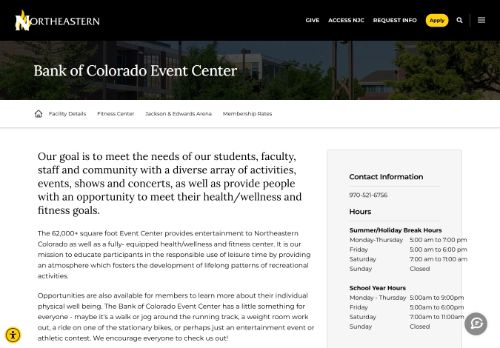 NORTHEASTERN
GIVE ACCESS NJC REQUEST INFO Apply
Bank of Colorado Event Center
Facility Details Fitness Center Jackson & Edwards Arena Membership Rates
Our goal is to meet the needs of our students, faculty,
staff and community with a diverse array of activities,
events, shows and concerts, as well as provide people
with an opportunity to meet their health/wellness and
fitness goals.
The 62,000+ square foot Event Center provides entertainment to Northeastern
Colorado as well as a fully- equipped health/wellness and fitness center. It is our
mission to educate participants in the responsible use of leisure time by providing
an atmosphere which fosters the development of lifelong patterns of recreational
activities.
Opportunities are also available for members to learn more about their individual
physical well being. The Bank of Colorado Event Center has a little something for
everyone - maybe it's a walk or jog around the running track, a weight room work
out, a ride on one of the stationary bikes, or perhaps just an entertainment event or
athletic contest. We encourage everyone to check us out!
Contact Information
970-521-6756
Hours
Summer/Holiday Break Hours
Monday-Thursday 5:00 am to 7:00 pm
Friday 5:00 am to 6:00 pm
Saturday 7:00 am to 11:00 am
Sunday Closed
School Year Hours
Monday - Thursday 5:00am to 9:00pm
Friday 5:00am to 6:00pm
Saturday 7:00am to 11:00am
Sunday Closed